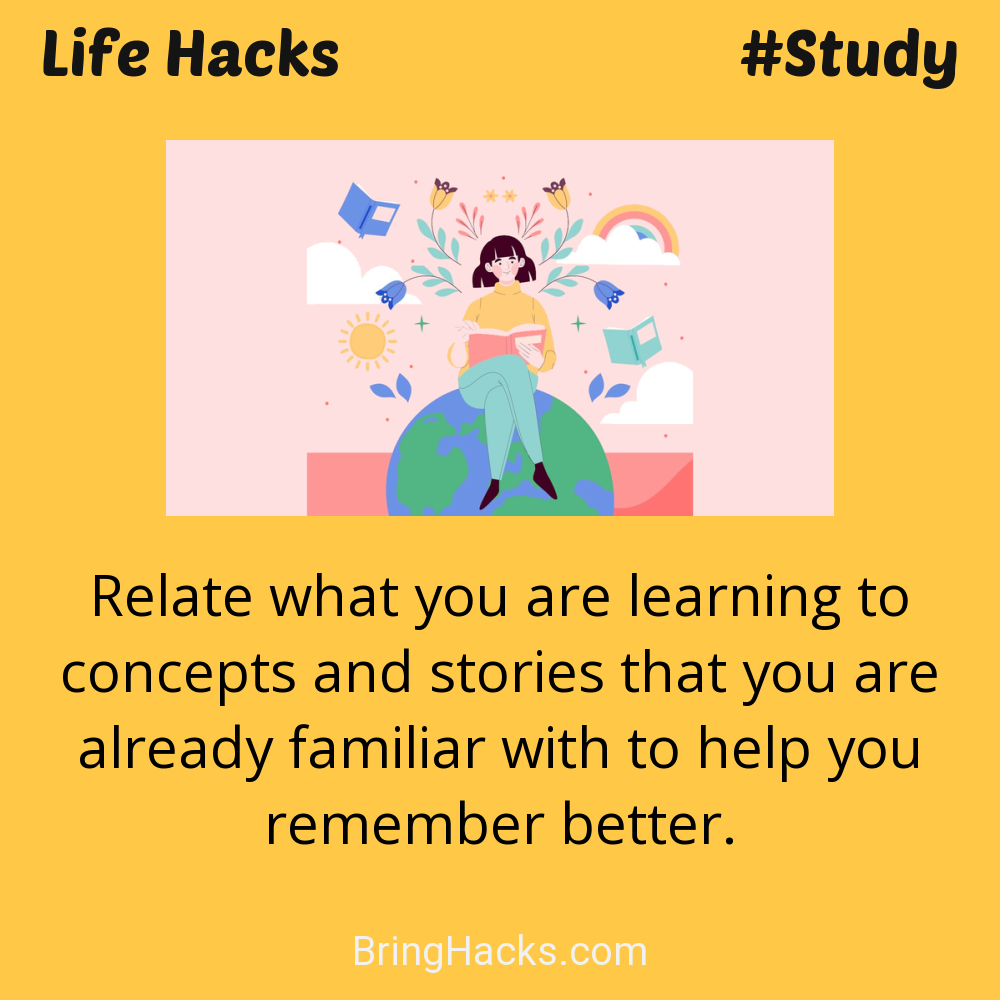 Life Hacks
#Study
Relate what you are learning to
concepts and stories that you are
already familiar with to help you
remember better.
BringHacks.com